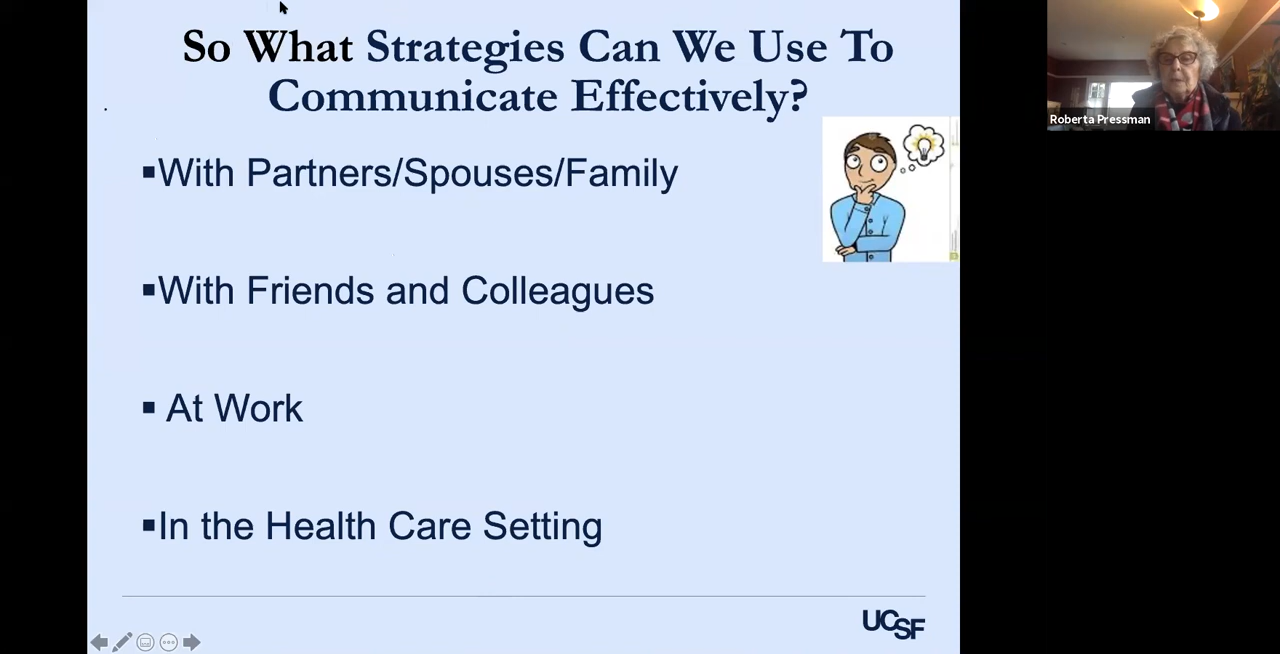 So What Strategies Can We Use To
Communicate Effectively?
▪With Partners/Spouses/Family
▪With Friends and Colleagues
▪ At Work
▪In the Health Care Setting
UCSF
Roberta Pressman